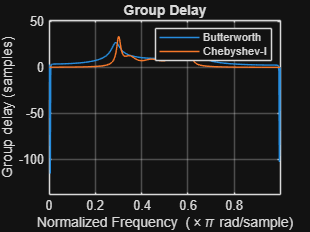 Group Delay
Butterworth
Chebyshev-I
Group delay (samples)
50
0
-50
-100
0 0.2 0.4 0.6 0.8
Normalized Frequency (×π rad/sample)